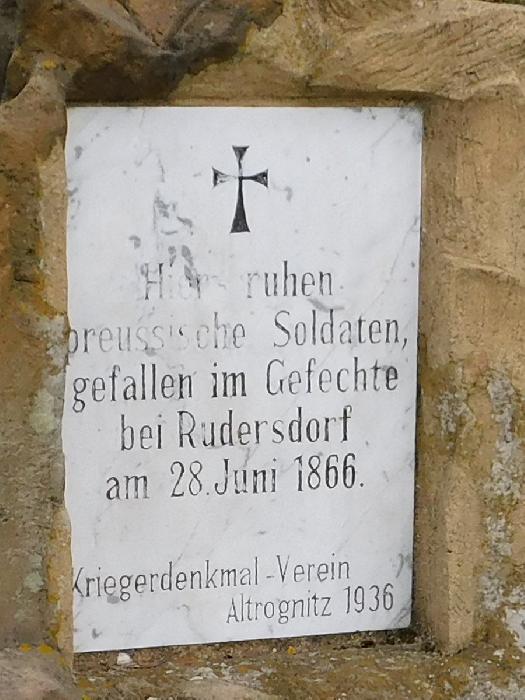 Hier ruhen
preussische Soldaten,
gefallen im Gefechte
bei Rudersdorf
am 28. Juni 1866.
Kriegerdenkmal-Verein
Altrognitz 1936